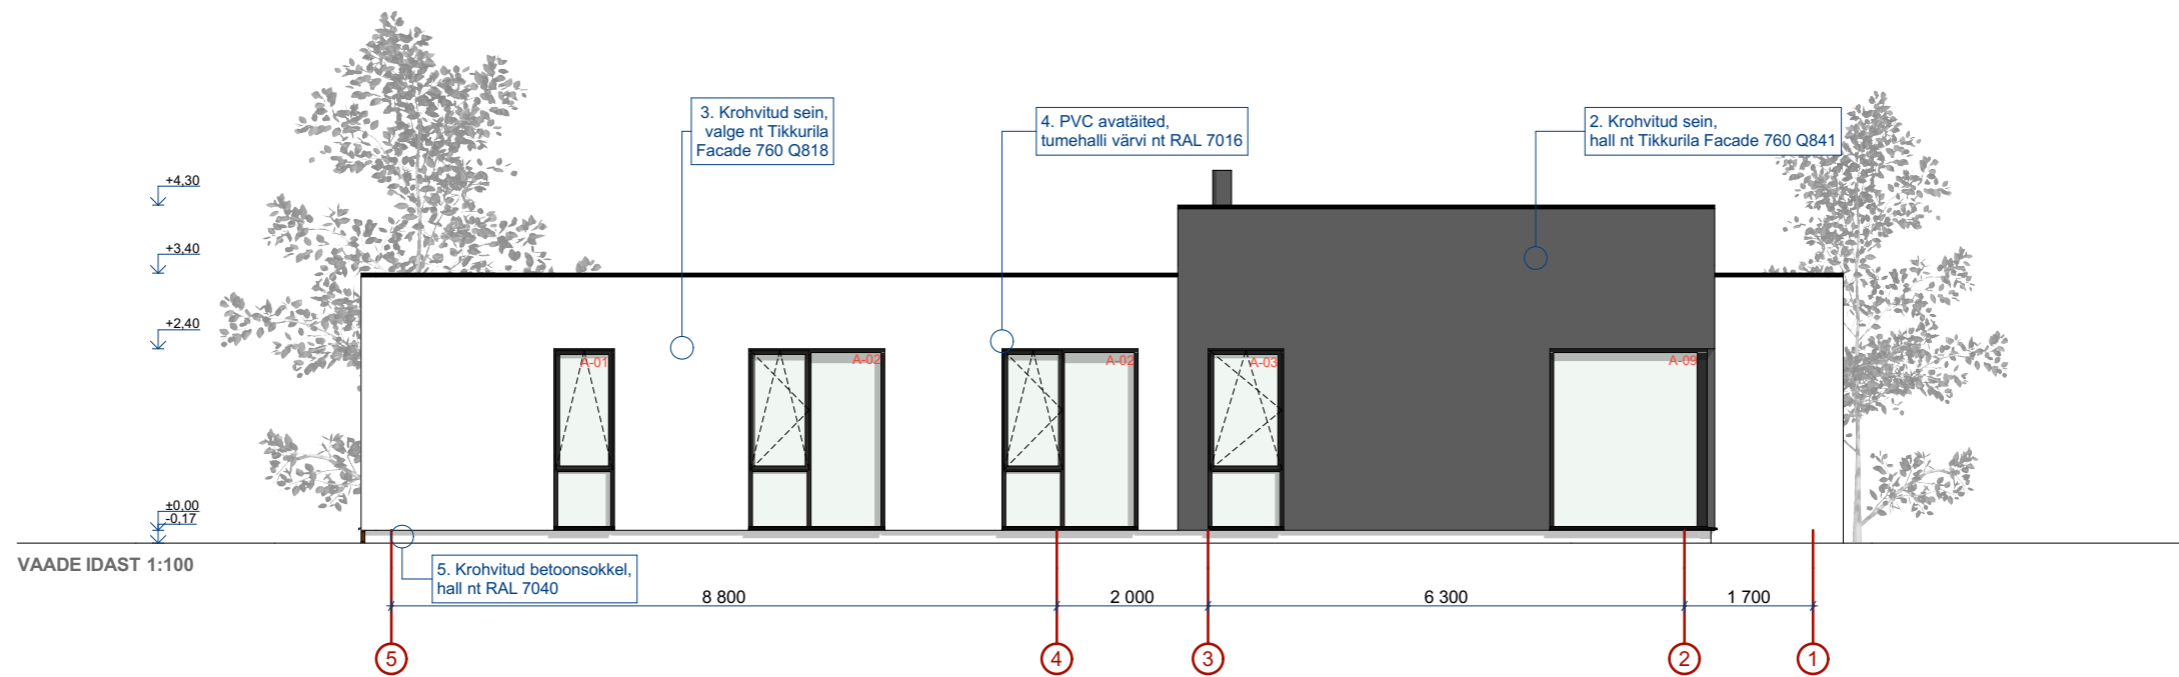 3. Krohvitud sein,
valge nt Tikkurila
Facade 760 Q818
4. PVC avatäited,
tumehalli värvi nt RAL 7016
2. Krohvitud sein,
hall nt Tikkurila Facade 760 Q841
+4,30
+3,40
+2,40
±0,00
-0,17
A-01
A-02
A-02
A-03
A-09
VAADE IDAST 1:100
5. Krohvitud betoonsokkel,
hall nt RAL 7040
8 800
2 000
6 300
1 700
5
4
3
2
1